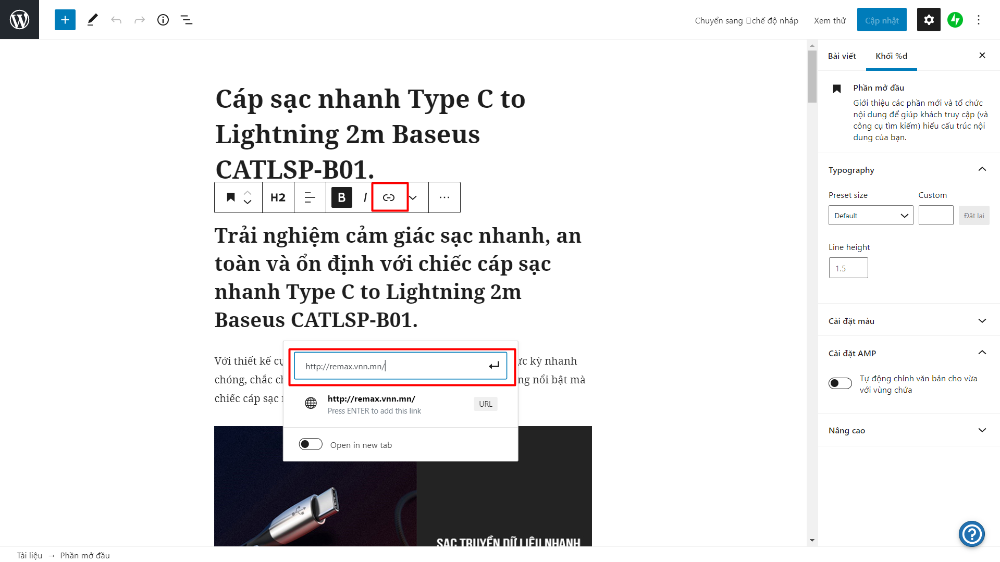 Chuyển sang chế độ nháp
Xem thử
Cập nhật
Cáp sạc nhanh Type C to
Lightning 2m Baseus
CATLSP-B01.
H2
B
I
Trải nghiệm cảm giác sạc nhanh, an
toàn và ổn định với chiếc cáp sạc
nhanh Type C to Lightning 2m
Baseus CATLSP-B01.
Với thiết kế
kỳ nhanh
chóng, chắc
nổi bật mà
chiếc cáp sạc
http://remax.vnn.mn/
http://remax.vnn.mn/
Press ENTER to add this link
URL
Open in new tab
SẠC TRUYỀN DỮ LIỆU NHANH
Bài viết
Khối %d
Phần mở đầu
Giới thiệu các phần mới và tổ chức
nội dung để giúp khách truy cập (và
công cụ tìm kiếm) hiểu cấu trúc nội
dung của bạn.
Typography
Preset size
Custom
Default
Đặt lại
Line height
1.5
Cài đặt màu
Cài đặt AMP
Tự động chỉnh văn bản cho vừa
với vùng chứa
Nâng cao
Tài liệu → Phần mở đầu